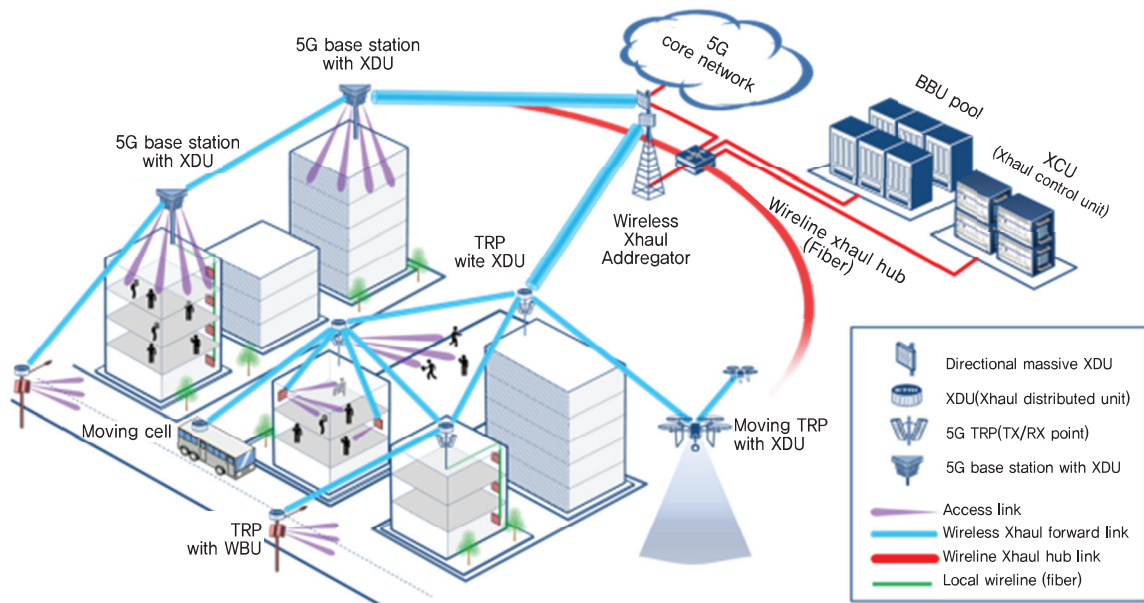 5G base station
with XDU
5G
core network
BBU pool
XCU
(Xhaul control unit)
5G base station
with XDU
Wireless
Xhaul
Addregator
Wireline xhaul hub
(Fiber)
TRP
wite XDU
Moving cell
Moving TRP
with XDU
TRP
with WBU
Directional massive XDU
XDU(Xhaul distributed unit)
5G TRP(TX/RX point)
5G base station with XDU
Access link
Wireless Xhaul forward link
Wireline Xhaul hub link
Local wireline (fiber)